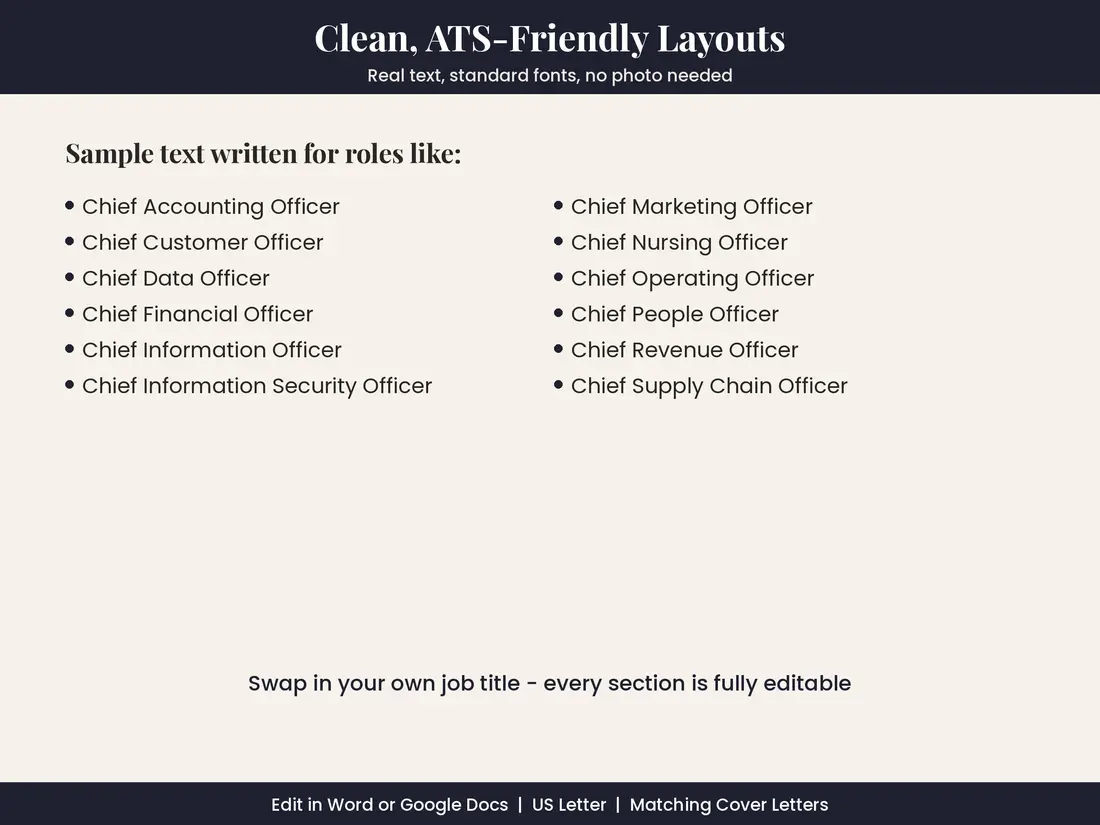 Clean, ATS-Friendly Layouts
Real text, standard fonts, no photo needed
Sample text written for roles like:
• Chief Accounting Officer
• Chief Customer Officer
• Chief Data Officer
• Chief Financial Officer
• Chief Information Officer
• Chief Information Security Officer
• Chief Marketing Officer
• Chief Nursing Officer
• Chief Operating Officer
• Chief People Officer
• Chief Revenue Officer
• Chief Supply Chain Officer
Swap in your own job title - every section is fully editable
Edit in Word or Google Docs | US Letter | Matching Cover Letters